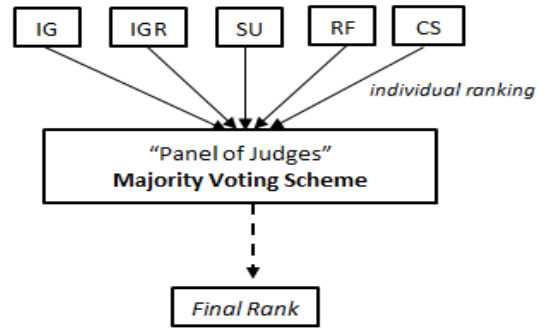 IG IGR SU RF CS
individual ranking
“Panel of Judges”
Majority Voting Scheme
Final Rank